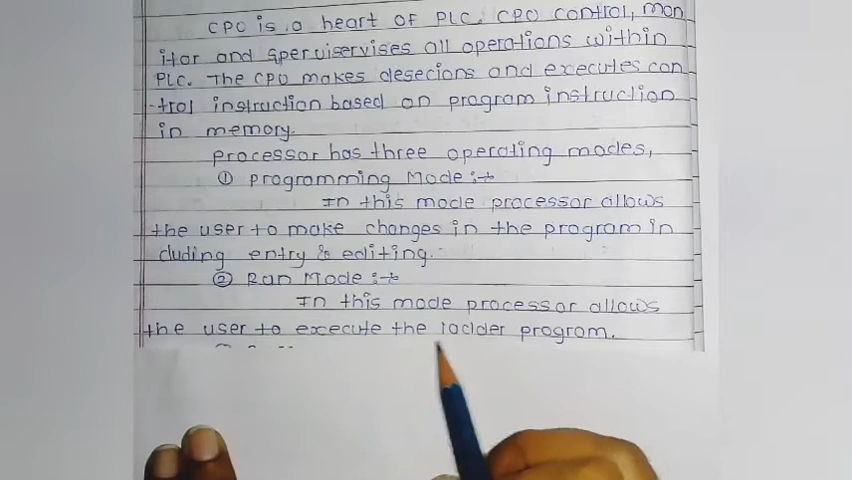 CPU is a heart of PLC. CPU control, mon
itor and sperviservises all operations within
PLC. The CPU makes desecions and executes con
trol instruction based on program instruction
in memory.
processor has three operating modes,
① Programming Mode :→
In this mode processor allows
the user to make changes in the program in
cluding entry & editing.
② Run Mode :→
In this mode processor allows
the user to execute the ladder program.